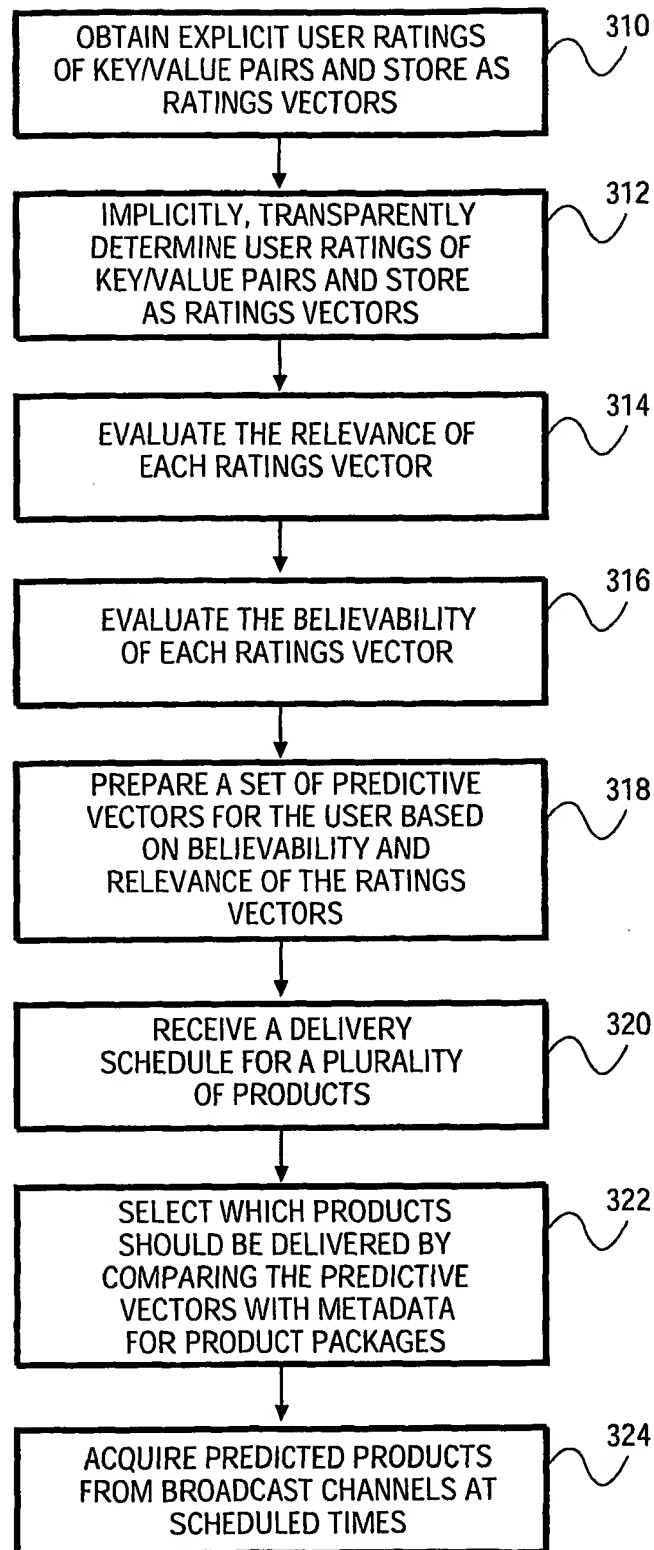 OBTAIN EXPLICIT USER RATINGS
OF KEY/VALUE PAIRS AND STORE AS
RATINGS VECTORS
310
IMPLICITLY, TRANSPARENTLY
DETERMINE USER RATINGS OF
KEY/VALUE PAIRS AND STORE
AS RATINGS VECTORS
312
EVALUATE THE RELEVANCE OF
EACH RATINGS VECTOR
314
EVALUATE THE BELIEVABILITY
OF EACH RATINGS VECTOR
316
PREPARE A SET OF PREDICTIVE
VECTORS FOR THE USER BASED
ON BELIEVABILITY AND
RELEVANCE OF THE RATINGS
VECTORS
318
RECEIVE A DELIVERY
SCHEDULE FOR A PLURALITY
OF PRODUCTS
320
SELECT WHICH PRODUCTS
SHOULD BE DELIVERED BY
COMPARING THE PREDICTIVE
VECTORS WITH METADATA
FOR PRODUCT PACKAGES
322
ACQUIRE PREDICTED PRODUCTS
FROM BROADCAST CHANNELS AT
SCHEDULED TIMES
324